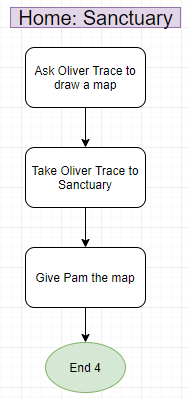 Home: Sanctuary
Ask Oliver Trace to
draw a map
Take Oliver Trace to
Sanctuary
Give Pam the map
End 4